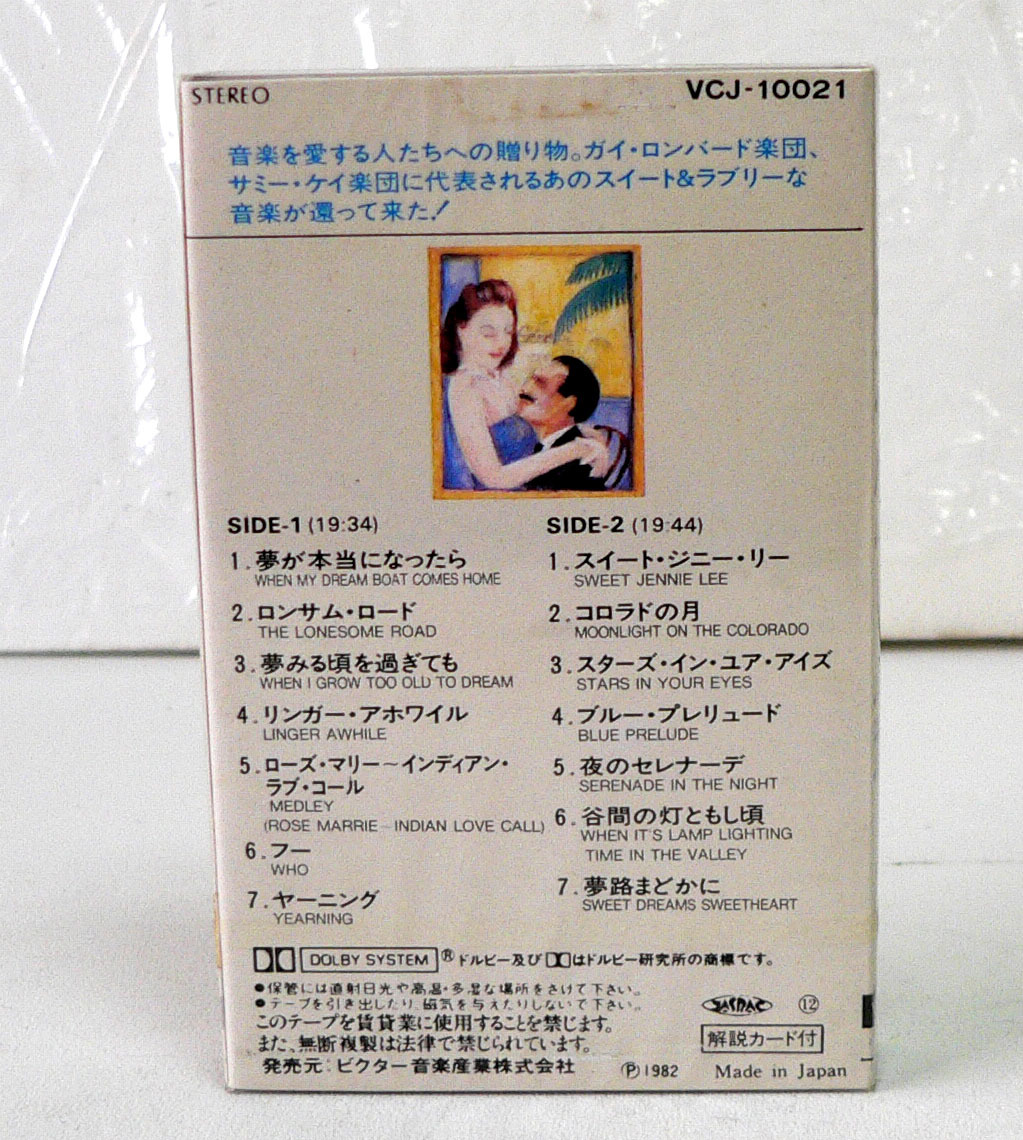 STEREO
VCJ-10021
音楽を愛する人たちへの贈り物。ガイ・ロンバード楽団、
サミー・ケイ楽団に代表されるあのスイート&ラブリーな
音楽が還って来た！
SIDE-1 (19:34)
1.夢が本当になったら
WHEN MY DREAM BOAT COMES HOME
2.ロンサム・ロード
THE LONESOME ROAD
3.夢みる頃を過ぎても
WHEN I GROW TOO OLD TO DREAM
4.リンガー・アホワイル
LINGER AWHILE
5.ローズ・マリー～インディアン・
ラブ・コール
MEDLEY
(ROSE MARRIE～INDIAN LOVE CALL)
6.フー
WHO
7.ヤーニング
YEARNING
SIDE-2 (19:44)
1.スイート・ジニー・リー
SWEET JENNIE LEE
2.コロラドの月
MOONLIGHT ON THE COLORADO
3.スターズ・イン・ユア・アイズ
STARS IN YOUR EYES
4.ブルー・プレリュード
BLUE PRELUDE
5.夜のセレナーデ
SERENADE IN THE NIGHT
6.谷間の灯ともし頃
WHEN IT'S LAMP LIGHTING
TIME IN THE VALLEY
7.夢路まどかに
SWEET DREAMS SWEETHEART
DOLBY SYSTEM ® ドルビー及びはドルビー研究所の商標です。
●保管には直射日光や高温・多湿な場所をさけて下さい。
●テープを引き出したり、磁気を与えたりしないで下さい。
このテープを賃貸業に使用することを禁じます。
また、無断複製は法律で禁じられています。
発売元：ビクター音楽産業株式会社
JASRAC ⑫
解説カード付
Ⓟ1982 Made in Japan